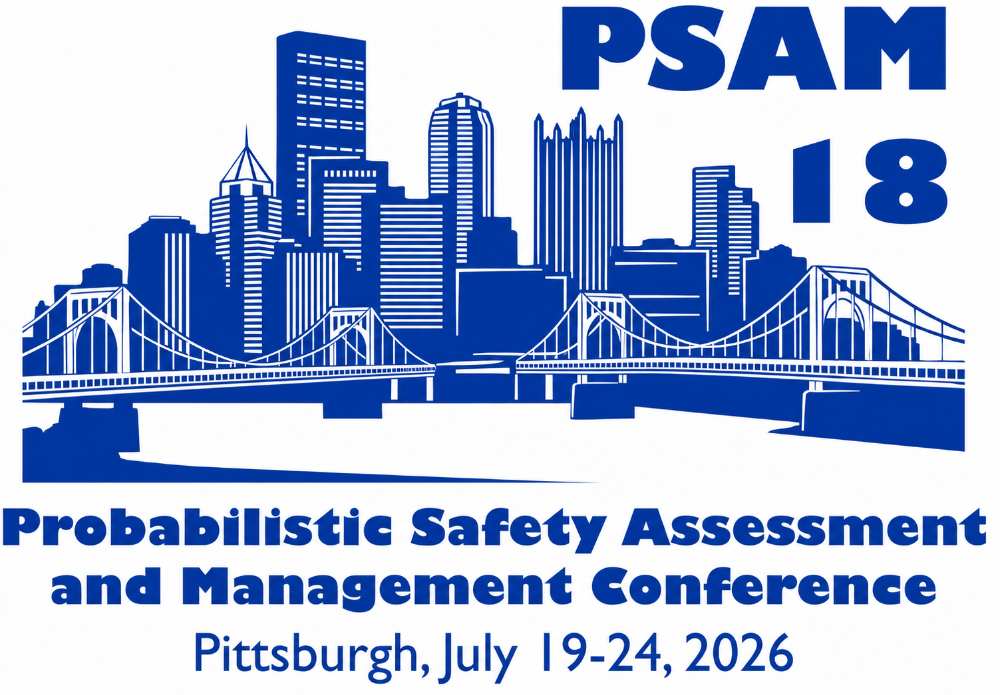 PSAM
18
Probabilistic Safety Assessment
and Management Conference
Pittsburgh, July 19-24, 2026